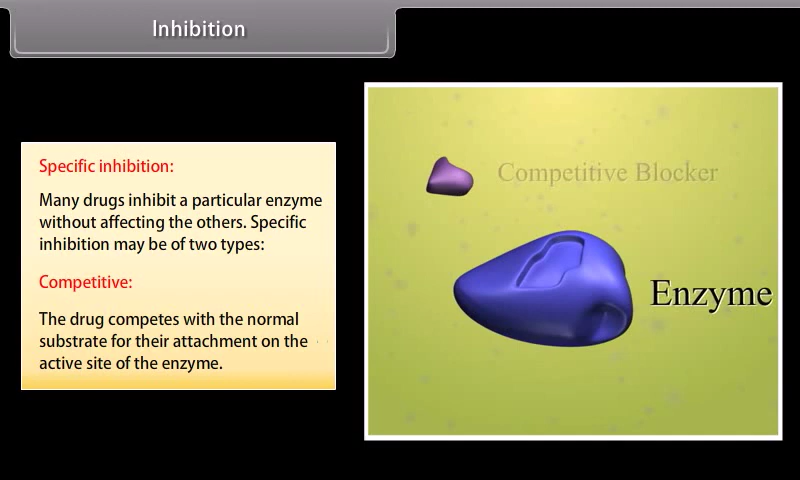 Inhibition
Specific inhibition:
Many drugs inhibit a particular enzyme
without affecting the others. Specific
inhibition may be of two types:
Competitive:
The drug competes with the normal
substrate for their attachment on the
active site of the enzyme.
Competitive Blocker
Enzyme